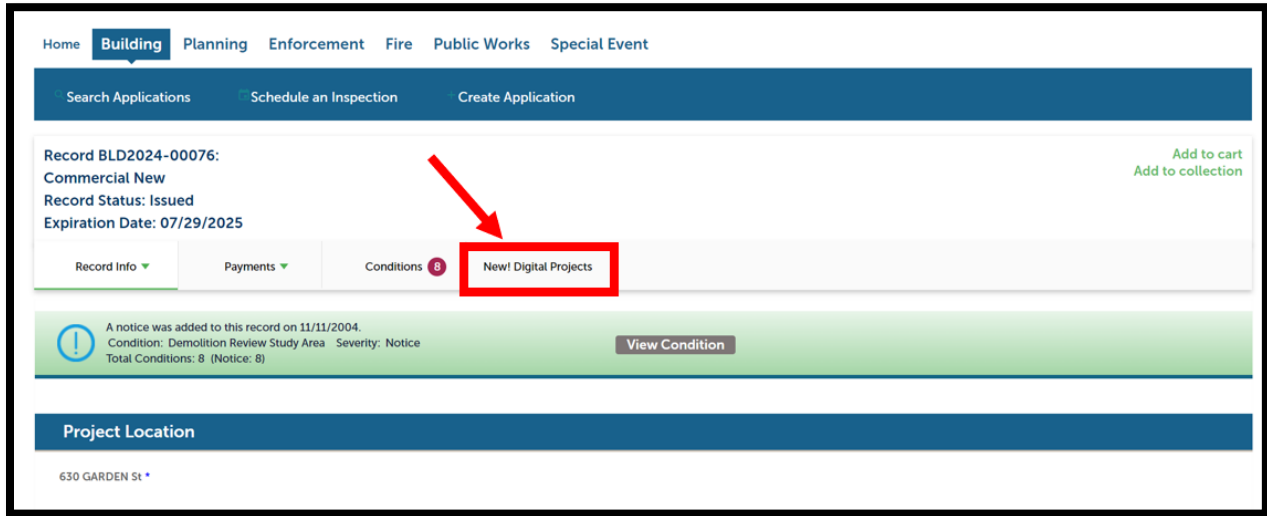 Home Building Planning Enforcement Fire Public Works Special Event
Search Applications Schedule an Inspection Create Application
Record BLD2024-00076:
Commercial New
Record Status: Issued
Expiration Date: 07/29/2025
Add to cart
Add to collection
Record Info Payments Conditions 8 New! Digital Projects
A notice was added to this record on 11/11/2004.
Condition: Demolition Review Study Area Severity: Notice
Total Conditions: 8 (Notice: 8)
View Condition
Project Location
630 GARDEN St *